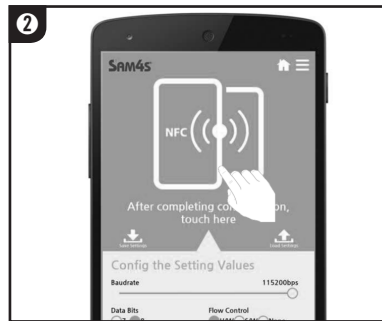 2
SAM4S
NFC
After completing
touch here
Save Settings
Load Settings
Config the Setting Values
Baudrate 115200bps
Data Bits Flow Control